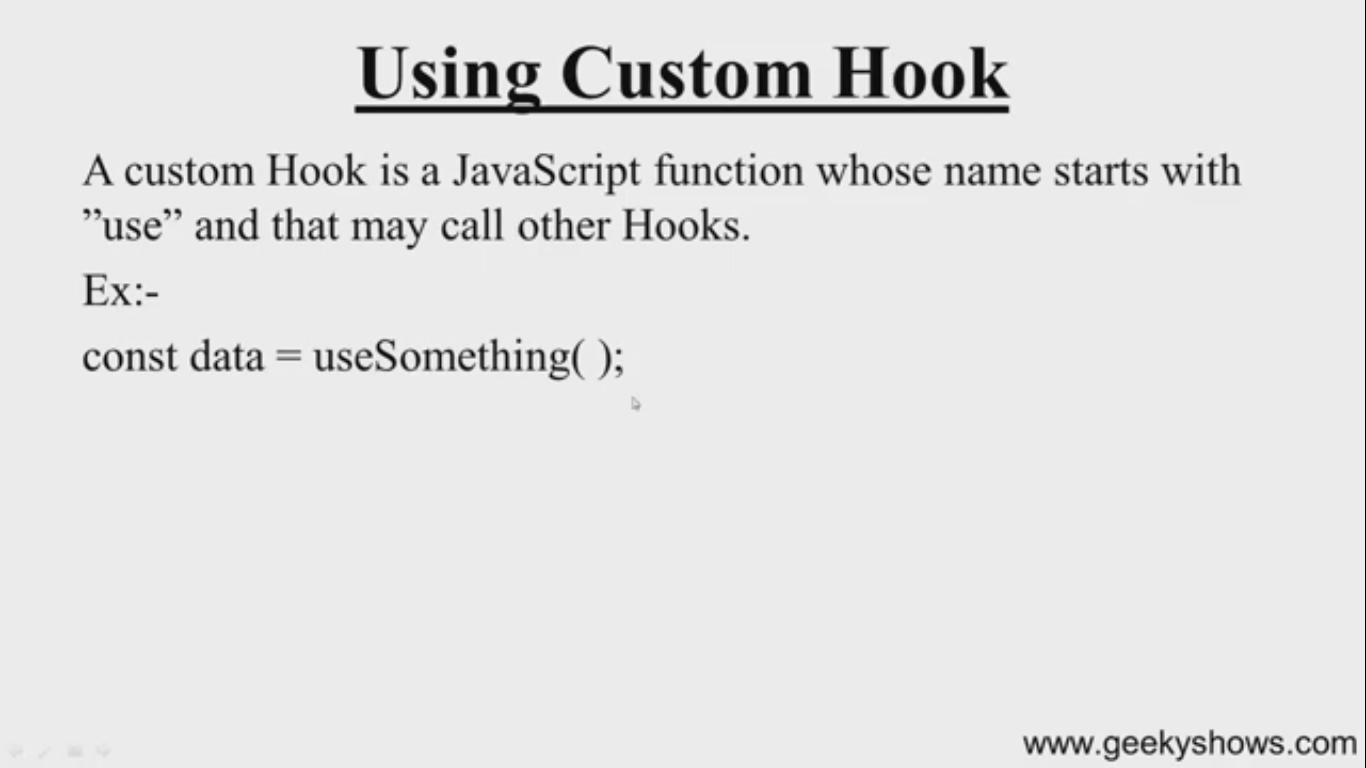 Using Custom Hook
A custom Hook is a JavaScript function whose name starts with
”use” and that may call other Hooks.
Ex:-
const data = useSomething( );
www.geekyshows.com